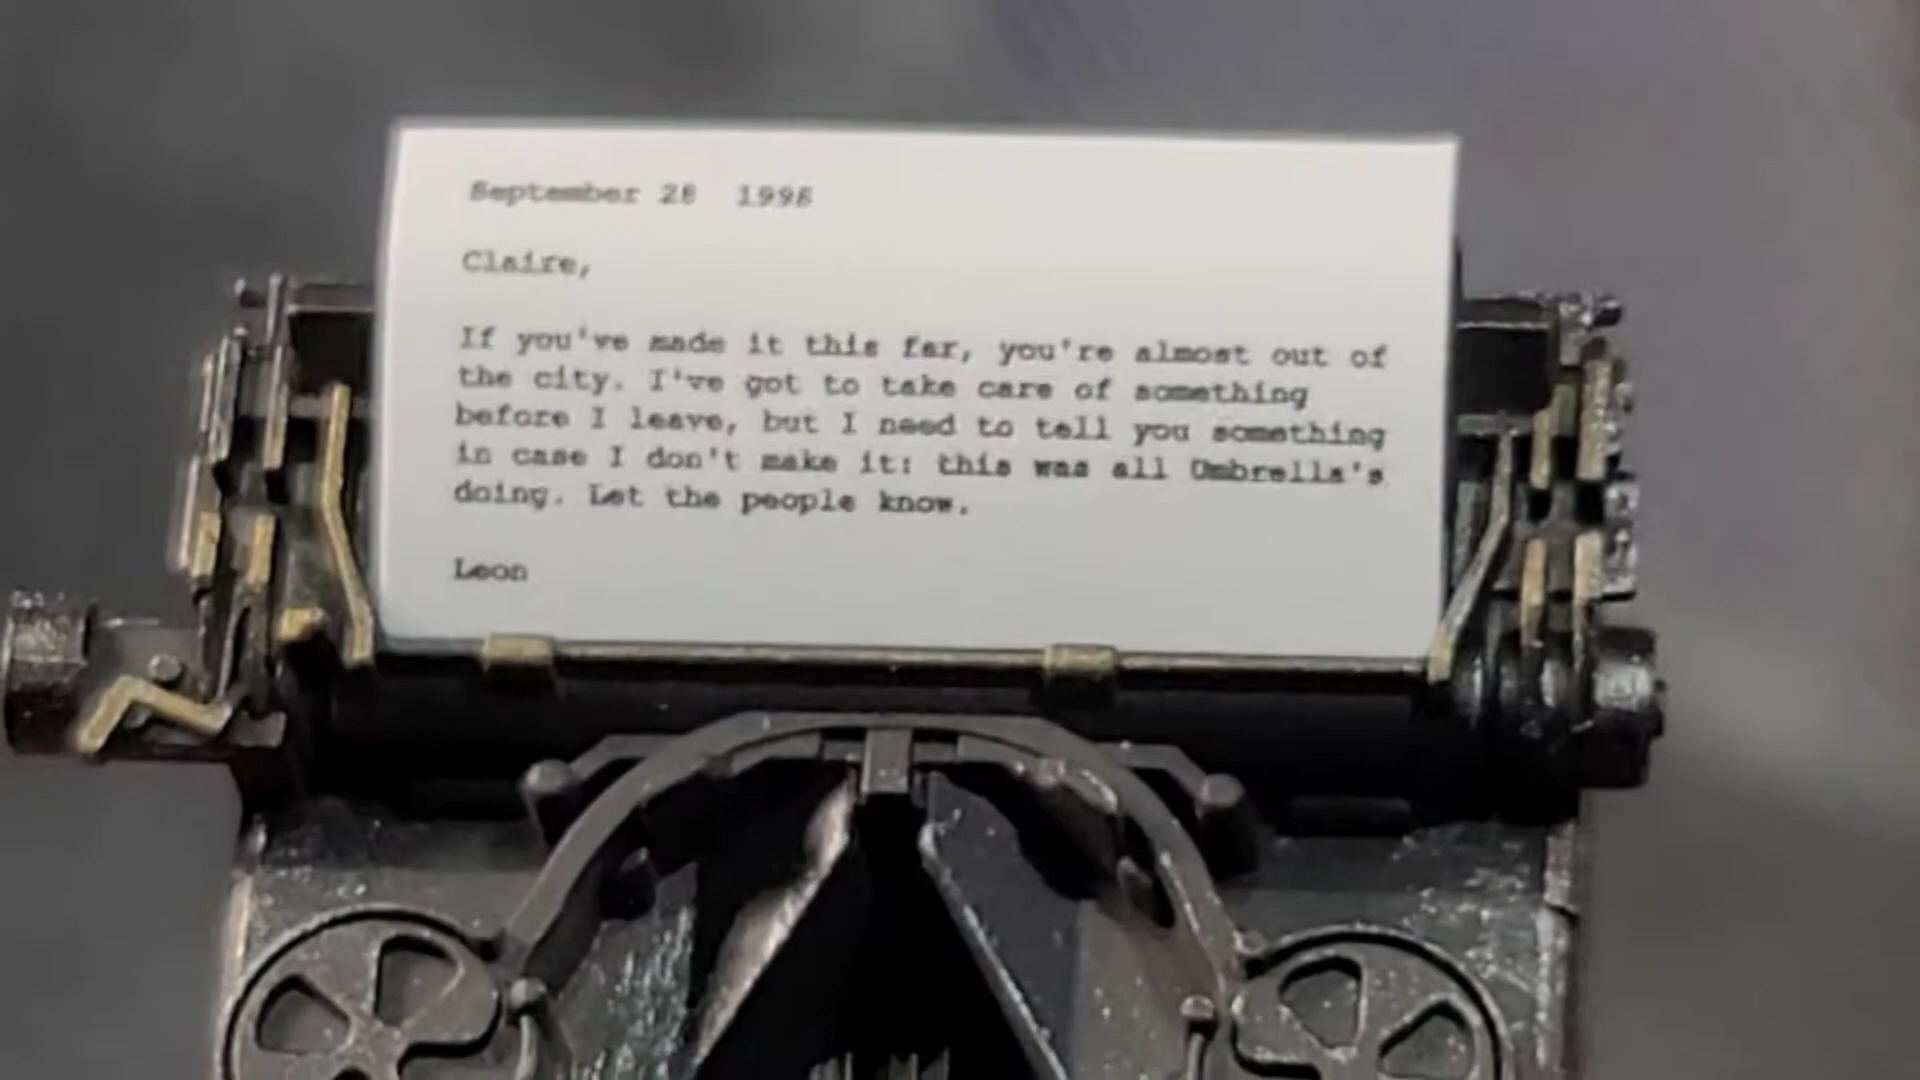 September 28 1998
Claire,
If you've made it this far, you're almost out of
the city. I've got to take care of something
before I leave, but I need to tell you something
in case I don't make it: this was all Umbrella's
doing. Let the people know.
Leon